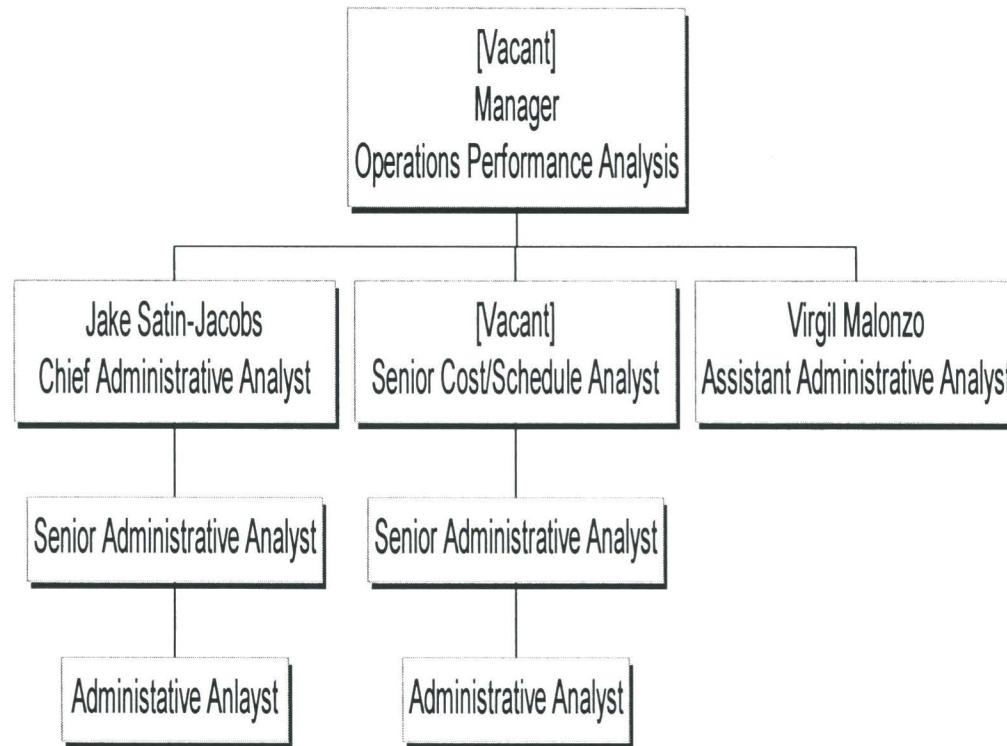 [Vacant]
Manager
Operations Performance Analysis
Jake Satin-Jacobs
Chief Administrative Analyst
[Vacant]
Senior Cost/Schedule Analyst
Virgil Malonzo
Assistant Administrative Analyst
Senior Administrative Analyst
Senior Administrative Analyst
Administative Anlayst
Administrative Analyst